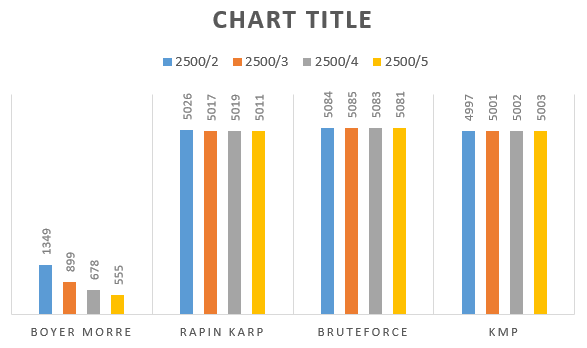 CHART TITLE
2500/2 2500/3 2500/4 2500/5
1349 899 678 555
5026 5017 5019 5011
5084 5085 5083 5081
4997 5001 5002 5003
BOYER MORRE RAPIN KARP BRUTEFORCE KMP